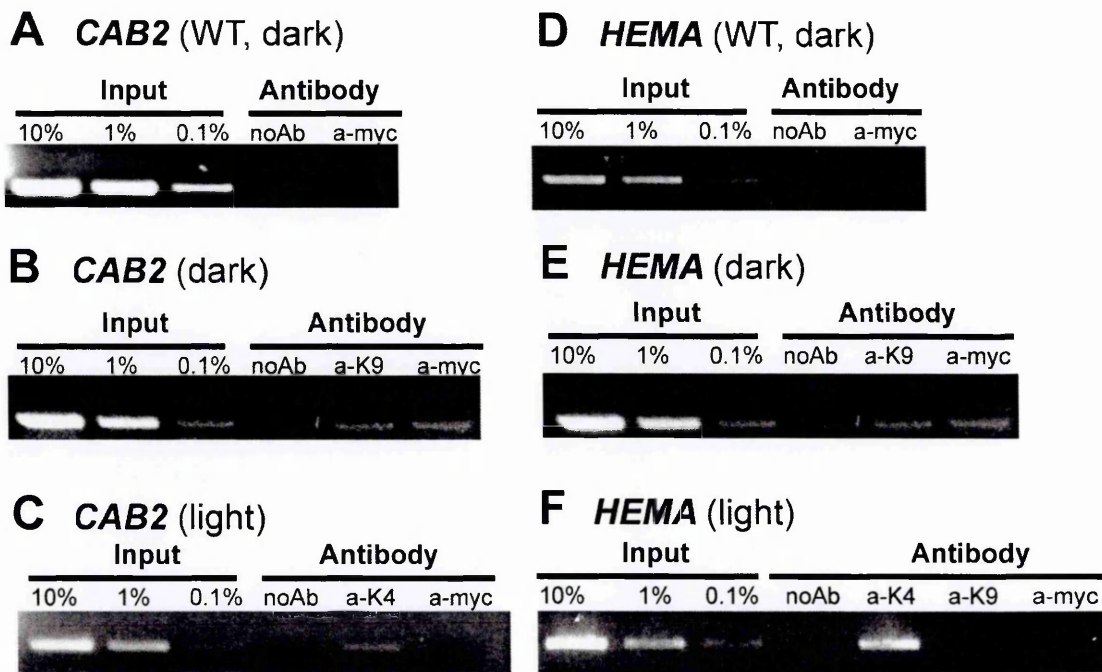 A CAB2 (WT, dark)
Input Antibody
10% 1% 0.1% noAb a-myc
B CAB2 (dark)
Input Antibody
10% 1% 0.1% noAb a-K9 a-myc
C CAB2 (light)
Input Antibody
10% 1% 0.1% noAb a-K4 a-myc
D HEMA (WT, dark)
Input Antibody
10% 1% 0.1% noAb a-myc
E HEMA (dark)
Input Antibody
10% 1% 0.1% noAb a-K9 a-myc
F HEMA (light)
Input Antibody
10% 1% 0.1% noAb a-K4 a-K9 a-myc